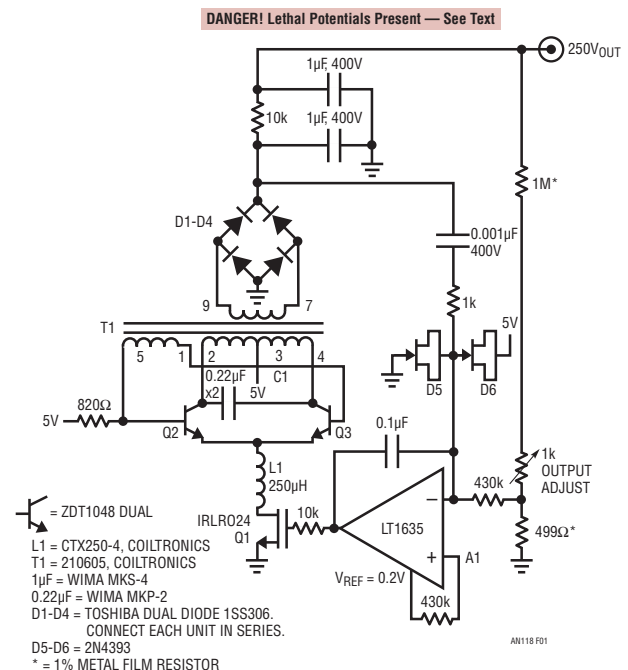 DANGER! Lethal Potentials Present — See Text
250VOUT
1µF, 400V
10k
1µF, 400V
1M*
D1-D4
0.001µF
400V
9
7
1k
T1
5V
5
1
2
3
4
0.22µF
x2
C1
5V
D5
D6
820Ω
5V
Q2
Q3
0.1µF
1k
OUTPUT
ADJUST
L1
250µH
430k
–
= ZDT1048 DUAL
IRLR024
Q1
10k
LT1635
499Ω*
+
A1
VREF = 0.2V
430k
L1 = CTX250-4, COILTRONICS
T1 = 210605, COILTRONICS
1µF = WIMA MKS-4
0.22µF = WIMA MKP-2
D1-D4 = TOSHIBA DUAL DIODE 1SS306.
CONNECT EACH UNIT IN SERIES.
D5-D6 = 2N4393
* = 1% METAL FILM RESISTOR
AN118 F01